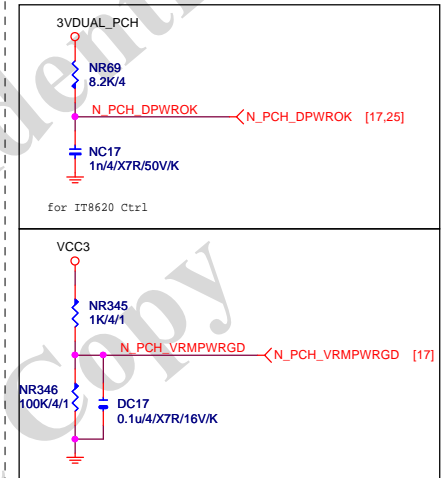 3VDUAL_PCH
NR69
8.2K/4
N_PCH_DPWROK
N_PCH_DPWROK [17,25]
NC17
1n/4/X7R/50V/K
for IT8620 Ctrl
VCC3
NR345
1K/4/1
N_PCH_VRMPWRGD
N_PCH_VRMPWRGD [17]
NR346
100K/4/1
DC17
0.1u/4/X7R/16V/K
Copy